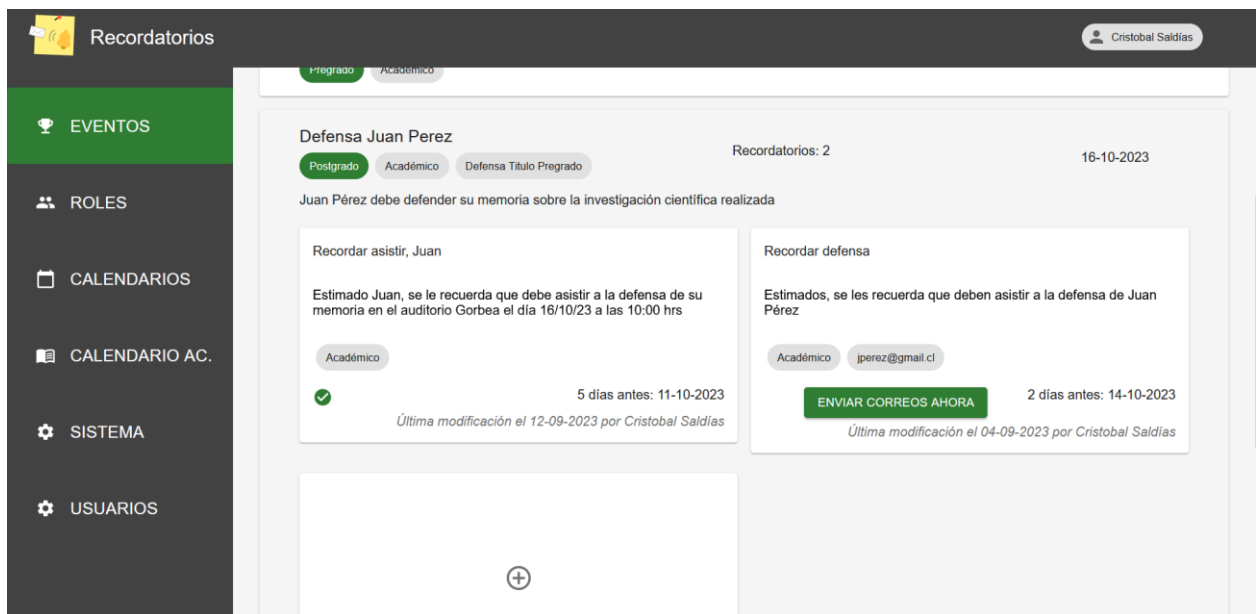 Recordatorios
Cristobal Saldías
EVENTOS
ROLES
CALENDARIOS
CALENDARIO AC.
SISTEMA
USUARIOS
Pregrado Académico
Defensa Juan Perez
Postgrado Académico Defensa Titulo Pregrado
Recordatorios: 2
16-10-2023
Juan Pérez debe defender su memoria sobre la investigación científica realizada
Recordar asistir, Juan
Estimado Juan, se le recuerda que debe asistir a la defensa de su
memoria en el auditorio Gorbea el día 16/10/23 a las 10:00 hrs
Académico
5 días antes: 11-10-2023
Última modificación el 12-09-2023 por Cristobal Saldías
Recordar defensa
Estimados, se les recuerda que deben asistir a la defensa de Juan
Pérez
Académico jperez@gmail.cl
ENVIAR CORREOS AHORA 2 días antes: 14-10-2023
Última modificación el 04-09-2023 por Cristobal Saldías